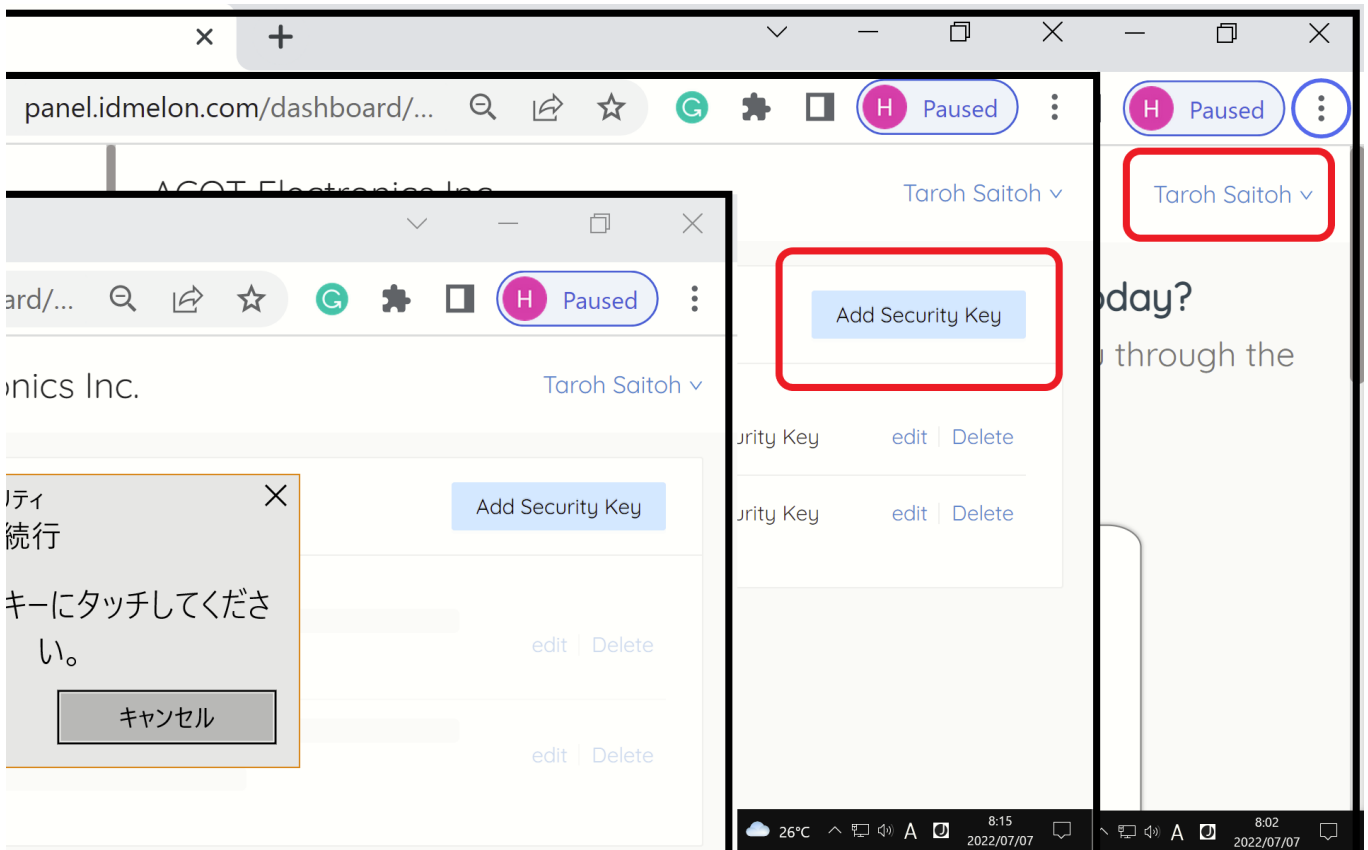 panel.idmelon.com/dashboard/...
H Paused
H Paused
Taroh Saitoh
Taroh Saitoh
H Paused
Add Security Key
oday?
ard/...
through the
onics Inc.
Taroh Saitoh
urity Key edit Delete
リティ
続行
Add Security Key
urity Key edit Delete
キーにタッチしてくださ
い。
edit Delete
キャンセル
edit Delete
26°C A 8:15
2022/07/07
A 8:02
2022/07/07